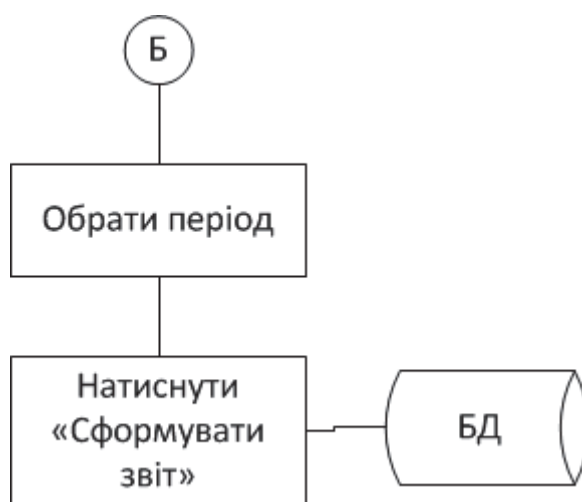 Б
Обрати період
Натиснути
«Сформувати
звіт»
БД